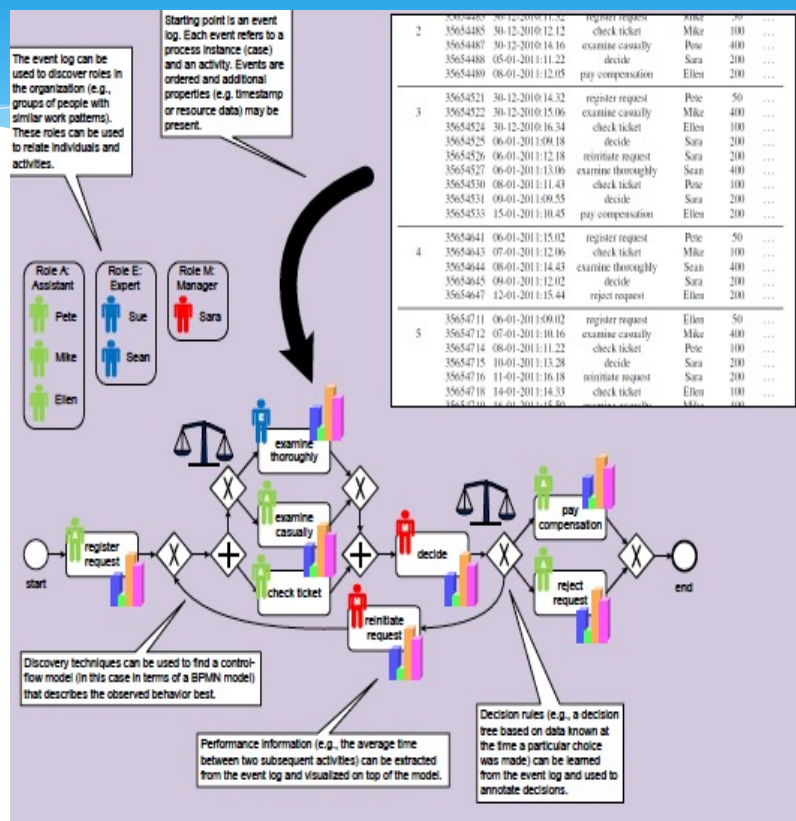 Starting point is an event
log. Each event refers to a
process instance (case)
and an activity. Events are
ordered and additional
properties (e.g. timestamp
or resource data) may be
present.
The event log can be
used to discover roles in
the organization (e.g.,
groups of people with
similar work patterns).
These roles can be used
to relate individuals and
activities.
35654483 30-12-2010:11.32 register request Mike 50 ...
2 35654485 30-12-2010:12.12 check ticket Mike 100 ...
35654487 30-12-2010:14.16 examine casually Pete 400 ...
35654488 05-01-2011:11.22 decide Sara 200 ...
35654489 08-01-2011:12.05 pay compensation Ellen 200 ...
35654521 30-12-2010:14.32 register request Pete 50 ...
3 35654522 30-12-2010:15.06 examine casually Mike 400 ...
35654524 30-12-2010:16.34 check ticket Ellen 100 ...
35654525 06-01-2011:09.18 decide Sara 200 ...
35654526 06-01-2011:12.18 reinitiate request Sara 200 ...
35654527 06-01-2011:13.06 examine thoroughly Sean 400 ...
35654530 08-01-2011:11.43 check ticket Pete 100 ...
35654531 09-01-2011:09.55 decide Sara 200 ...
35654533 15-01-2011:10.45 pay compensation Ellen 200 ...
35654641 06-01-2011:15.02 register request Pete 50 ...
4 35654643 07-01-2011:12.06 check ticket Mike 100 ...
35654644 08-01-2011:14.43 examine thoroughly Sean 400 ...
35654645 09-01-2011:12.02 decide Sara 200 ...
35654647 12-01-2011:15.44 reject request Ellen 200 ...
35654711 06-01-2011:09.02 register request Ellen 50 ...
5 35654712 07-01-2011:10.16 examine casually Mike 400 ...
35654714 08-01-2011:11.22 check ticket Pete 100 ...
35654715 10-01-2011:13.28 decide Sara 200 ...
35654716 11-01-2011:16.18 reinitiate request Sara 200 ...
35654718 14-01-2011:14.33 check ticket Ellen 100 ...
16-01-2011:15.50 examine casually Mike 400 ...
Role A:
Assistant
Pete
Mike
Ellen
Role E:
Expert
Sue
Sean
Role M:
Manager
Sara
M
examine
thoroughly
X
X
A
examine
casually
A
check ticket
start
A
register
request
X
+
+
M
decide
X
A
pay
compensation
A
reject
request
X
end
M
reinitiate
request
Discovery techniques can be used to find a control-
flow model (in this case in terms of a BPMN model)
that describes the observed behavior best.
Performance information (e.g., the average time
between two subsequent activities) can be extracted
from the event log and visualized on top of the model.
Decision rules (e.g., a decision
tree based on data known at
the time a particular choice
was made) can be learned
from the event log and used to
annotate decisions.